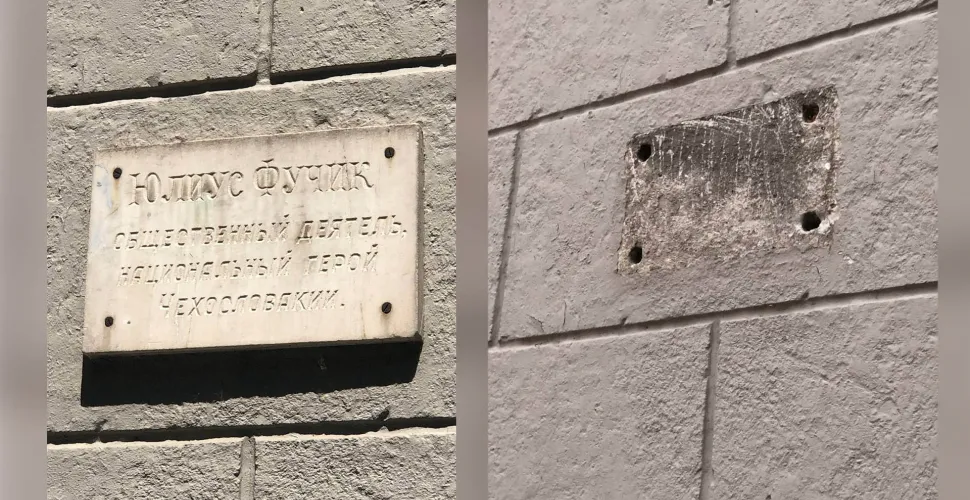 Юлиус Фучик
общественный деятель,
национальный герой
Чехословакии.